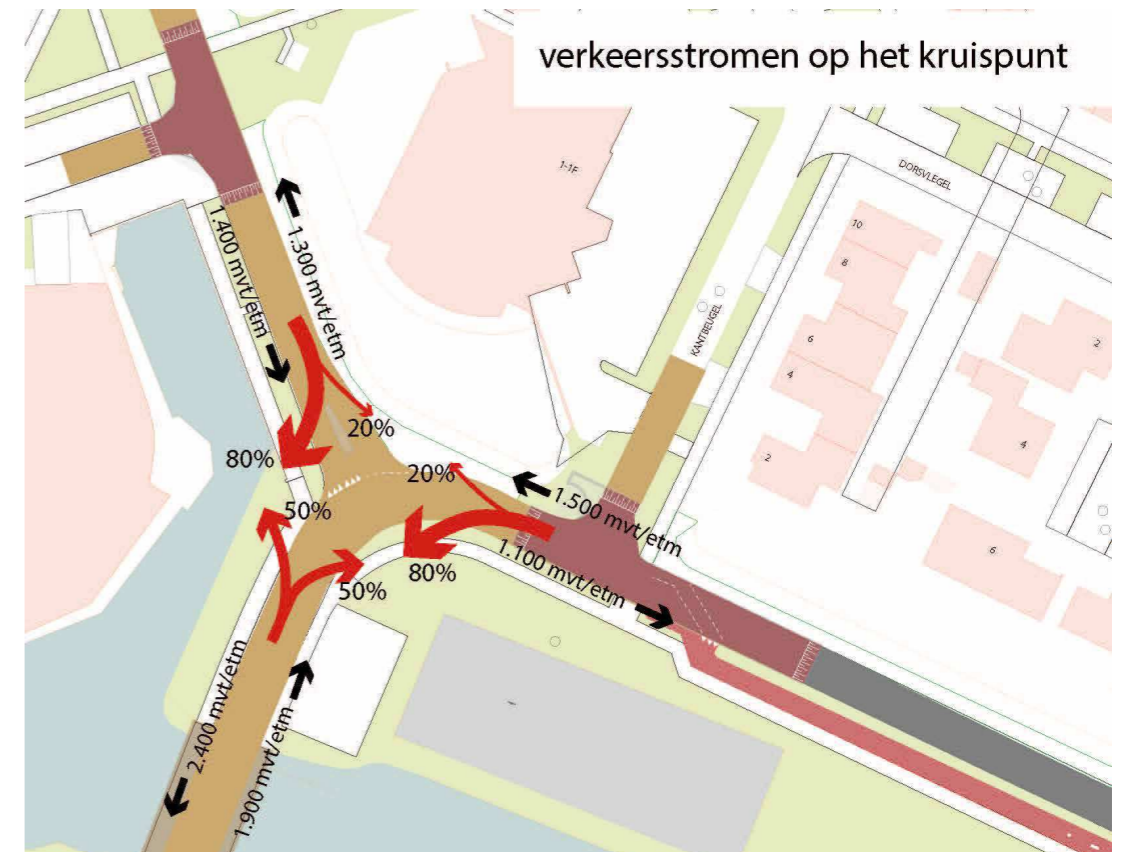 verkeersstromen op het kruispunt
1-1F
DORSVLEGEL
10
8
6
4
2
2
4
6
KANTBEUGEL
1.400 mvt/etm
1.300 mvt/etm
20%
80%
20%
50%
1.500 mvt/etm
1.100 mvt/etm
80%
50%
2.400 mvt/etm
1.900 mvt/etm